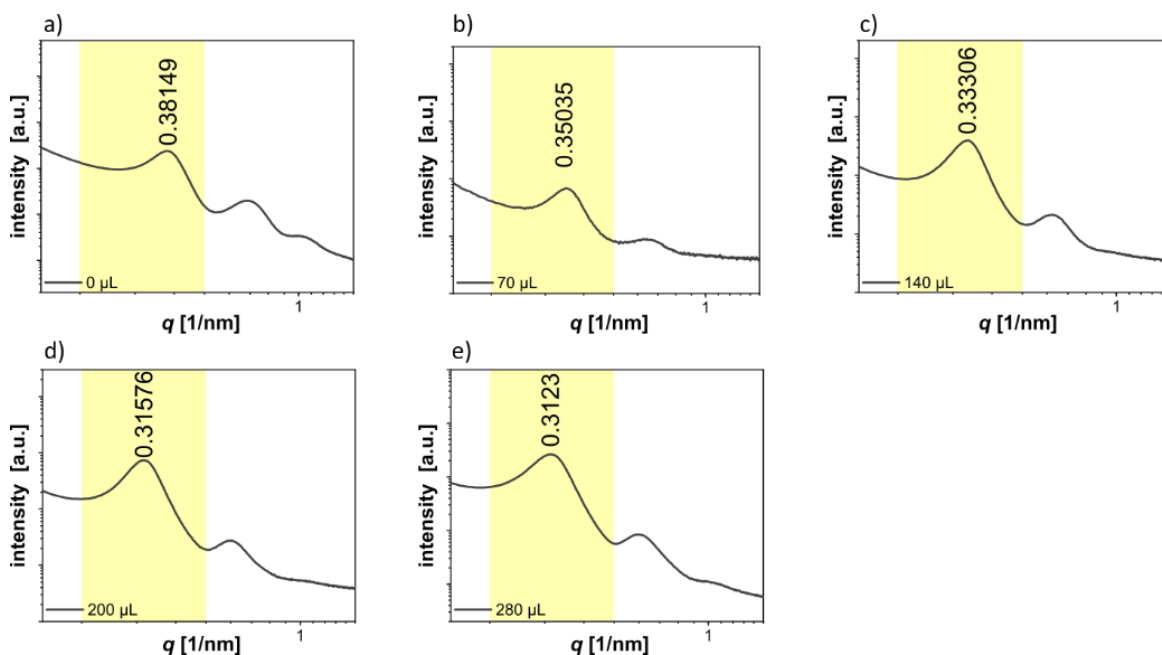 a)
0.38149
intensity [a.u.]
0 µL
1
q [1/nm]
b)
0.35035
intensity [a.u.]
70 µL
1
q [1/nm]
c)
0.33306
intensity [a.u.]
140 µL
1
q [1/nm]
d)
0.31576
intensity [a.u.]
200 µL
1
q [1/nm]
e)
0.3123
intensity [a.u.]
280 µL
1
q [1/nm]